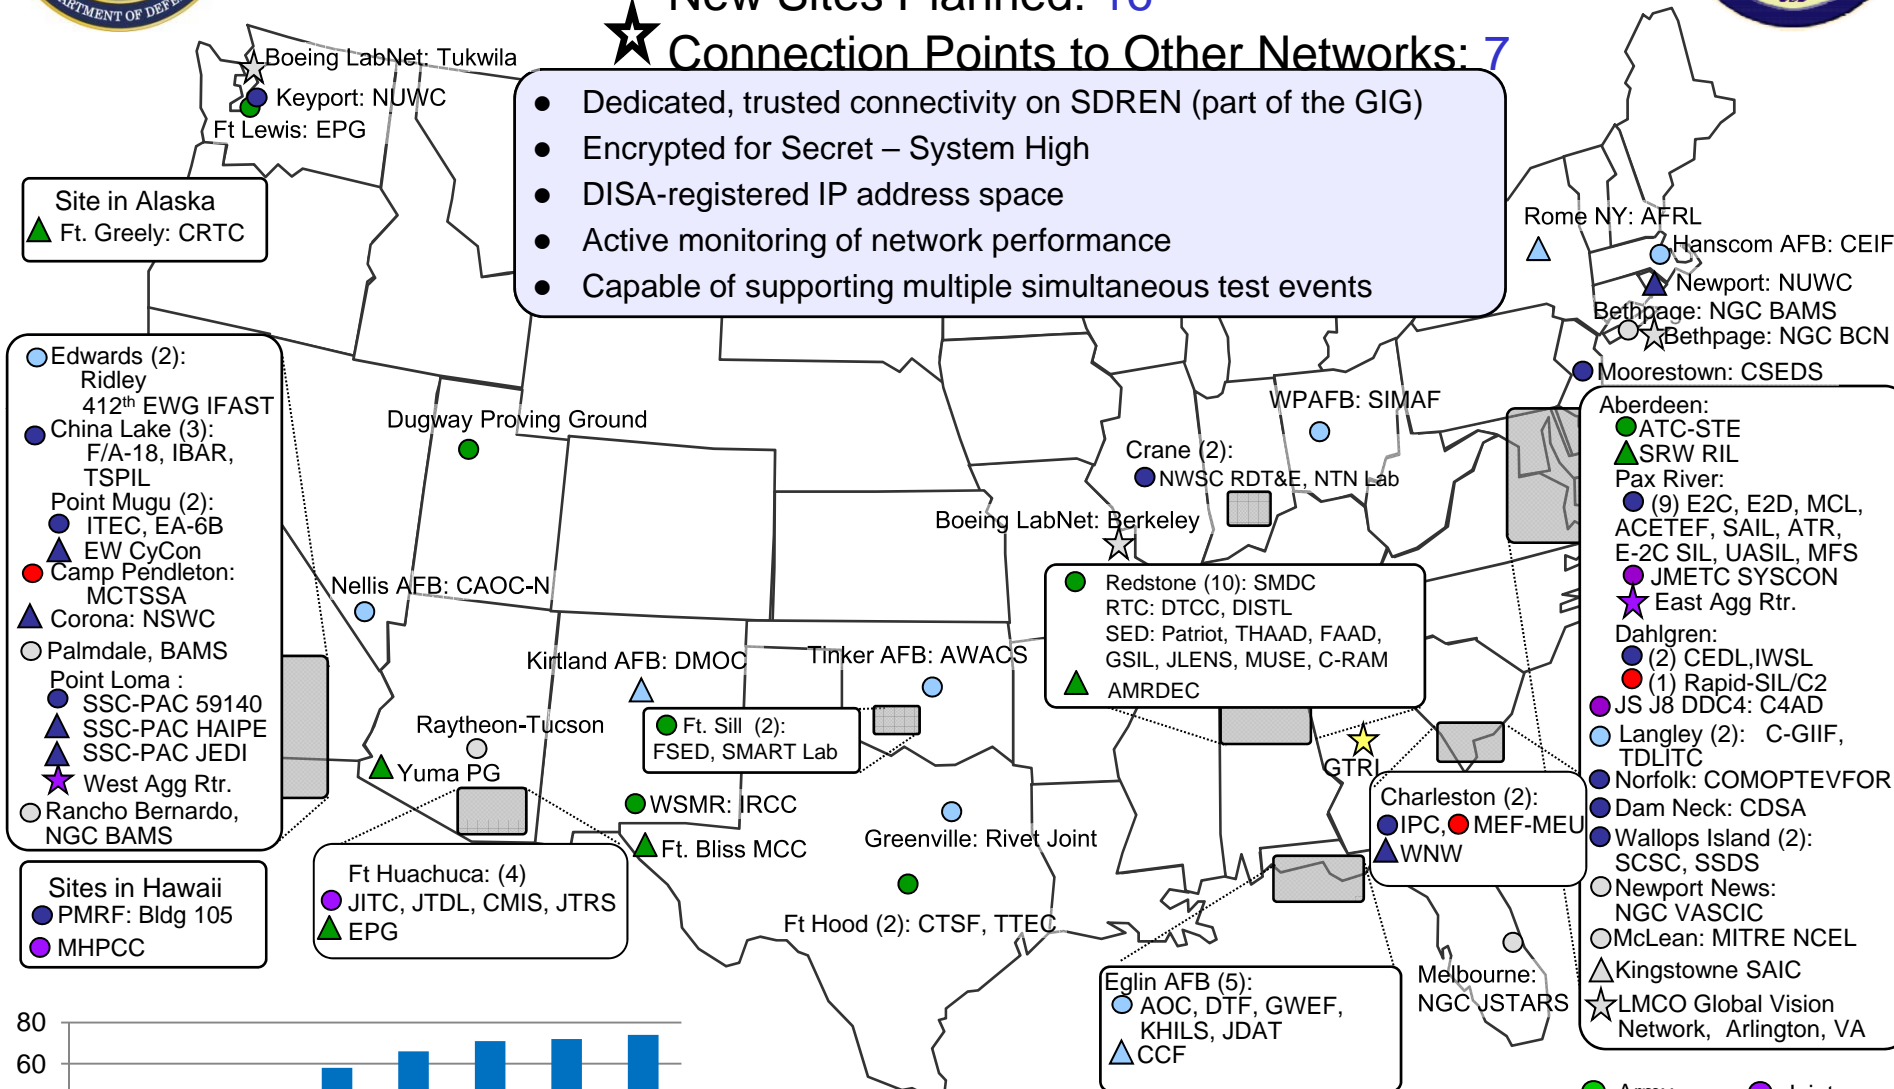 ARTMENT OF DEFE
New Sites Planned: 16
Connection Points to Other Networks: 7
● Dedicated, trusted connectivity on SDREN (part of the GIG)
● Encrypted for Secret – System High
● DISA-registered IP address space
● Active monitoring of network performance
● Capable of supporting multiple simultaneous test events
Boeing LabNet: Tukwila
Keyport: NUWC
Ft Lewis: EPG
Site in Alaska
Ft. Greely: CRTC
Rome NY: AFRL
Hanscom AFB: CEIF
Newport: NUWC
Bethpage: NGC BAMS
Bethpage: NGC BCN
Moorestown: CSEDS
Edwards (2):
Ridley
412th EWG IFAST
China Lake (3):
F/A-18, IBAR,
TSPIL
Point Mugu (2):
ITEC, EA-6B
EW CyCon
Camp Pendleton:
MCTSSA
Corona: NSWC
Palmdale, BAMS
Point Loma :
SSC-PAC 59140
SSC-PAC HAIPE
SSC-PAC JEDI
West Agg Rtr.
Rancho Bernardo,
NGC BAMS
Sites in Hawaii
PMRF: Bldg 105
MHPCC
Dugway Proving Ground
Nellis AFB: CAOC-N
Kirtland AFB: DMOC
Tinker AFB: AWACS
Raytheon-Tucson
Yuma PG
Ft. Sill (2):
FSED, SMART Lab
WSMR: IRCC
Ft. Bliss MCC
Greenville: Rivet Joint
Ft Hood (2): CTSF, TTEC
Ft Huachuca: (4)
JITC, JTDL, CMIS, JTRS
EPG
WPAFB: SIMAF
Crane (2):
NWSC RDT&E, NTN Lab
Boeing LabNet: Berkeley
Redstone (10): SMDC
RTC: DTCC, DISTL
SED: Patriot, THAAD, FAAD,
GSIL, JLENS, MUSE, C-RAM
AMRDEC
GTRI
Charleston (2):
IPC, MEF-MEU
WNW
Eglin AFB (5):
AOC, DTF, GWEF,
KHILS, JDAT
CCF
Melbourne:
NGC JSTARS
Aberdeen:
ATC-STE
SRW RIL
Pax River:
(9) E2C, E2D, MCL,
ACETEF, SAIL, ATR,
E-2C SIL, UASIL, MFS
JMETC SYSCON
East Agg Rtr.
Dahlgren:
(2) CEDL,IWSL
(1) Rapid-SIL/C2
JS J8 DDC4: C4AD
Langley (2): C-GIIF,
TDLITC
Norfolk: COMOPTEVFOR
Dam Neck: CDSA
Wallops Island (2):
SCSC, SSDS
Newport News:
NGC VASCIC
McLean: MITRE NCEL
Kingstowne SAIC
LMCO Global Vision
Network, Arlington, VA
80
60
Army
Joint